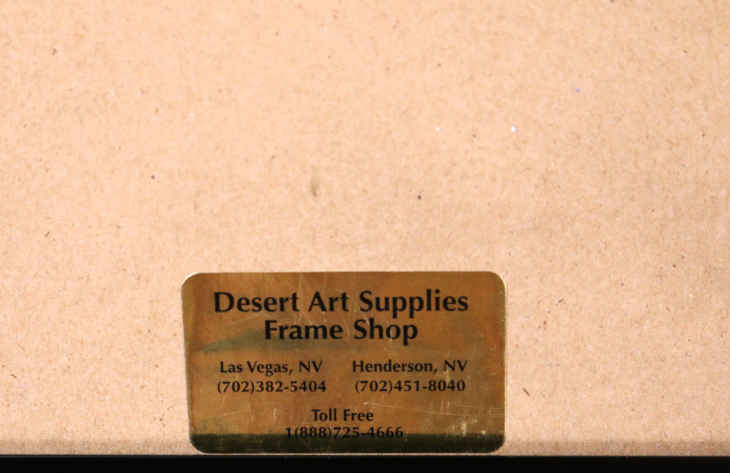 Desert Art Supplies
Frame Shop
Las Vegas, NV Henderson, NV
(702)382-5404 (702)451-8040
Toll Free
1(888)725-4666